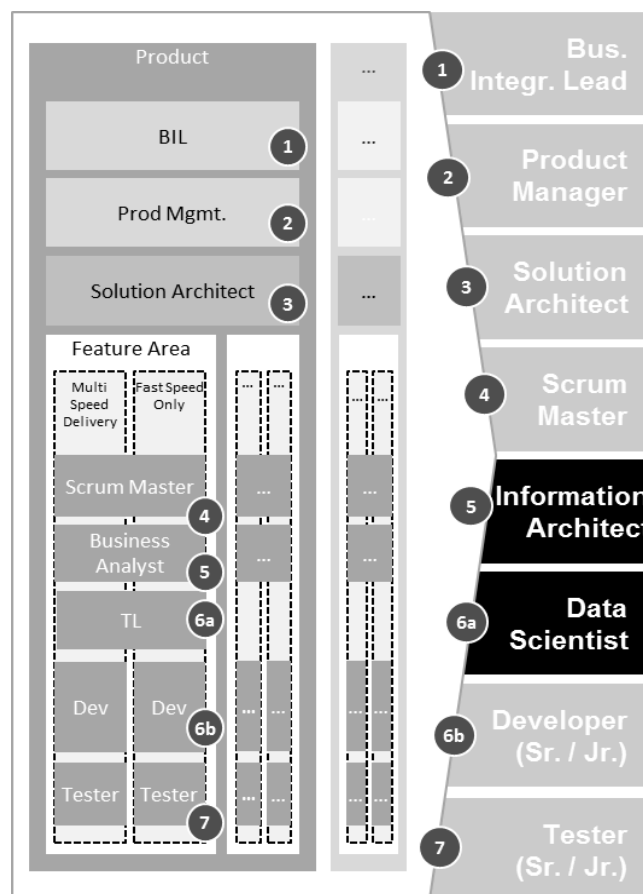 Product
...
BIL
1
...
Prod Mgmt.
2
...
Solution Architect
3
...
Feature Area
Multi
Speed
Delivery
Fast Speed
Only
...
...
...
...
Scrum Master
4
...
...
Business
Analyst
5
...
...
TL
6a
Dev
Dev
6b
...
...
...
...
Tester
Tester
7
...
...
...
...
1
Bus.
Integr. Lead
2
Product
Manager
3
Solution
Architect
4
Scrum
Master
5
Information
Architect
6a
Data
Scientist
6b
Developer
(Sr. / Jr.)
7
Tester
(Sr. / Jr.)